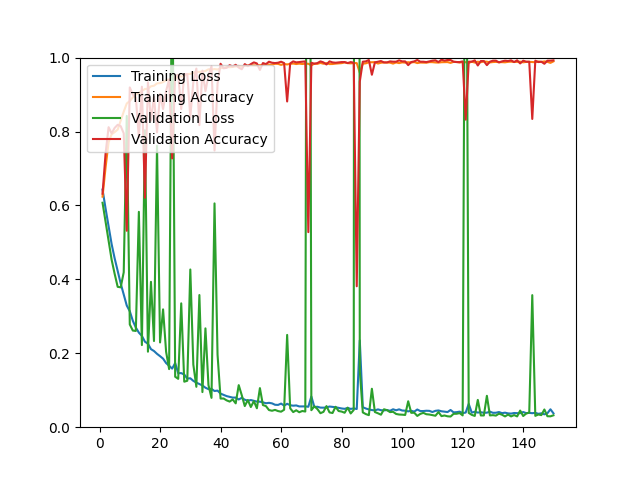 1.0
0.8
0.6
0.4
0.2
0.0
Training Loss
Training Accuracy
Validation Loss
Validation Accuracy
0 20 40 60 80 100 120 140